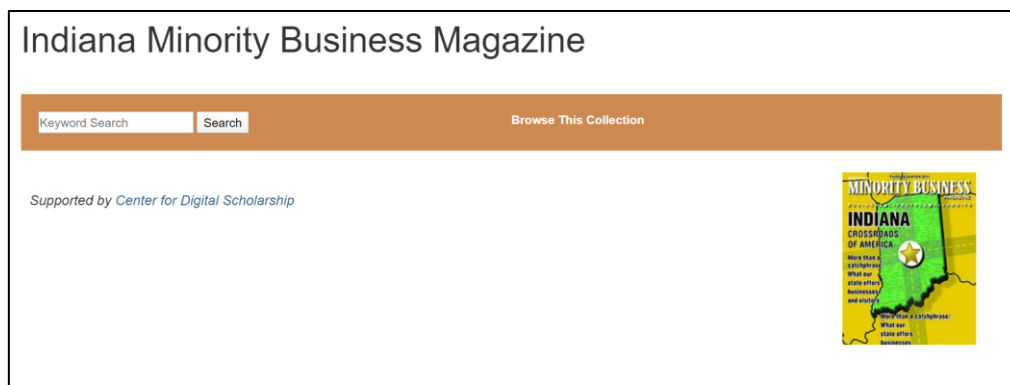 Indiana Minority Business Magazine
Keyword Search
Search
Browse This Collection
Supported by Center for Digital Scholarship
MINORITY BUSINESS
MAGAZINE
INDIANA
CROSSROADS
OF AMERICA
More than a
catchphrase
What our
state offers
businesses
and visitors
More than a catchphrase:
What our
state offers
businesses